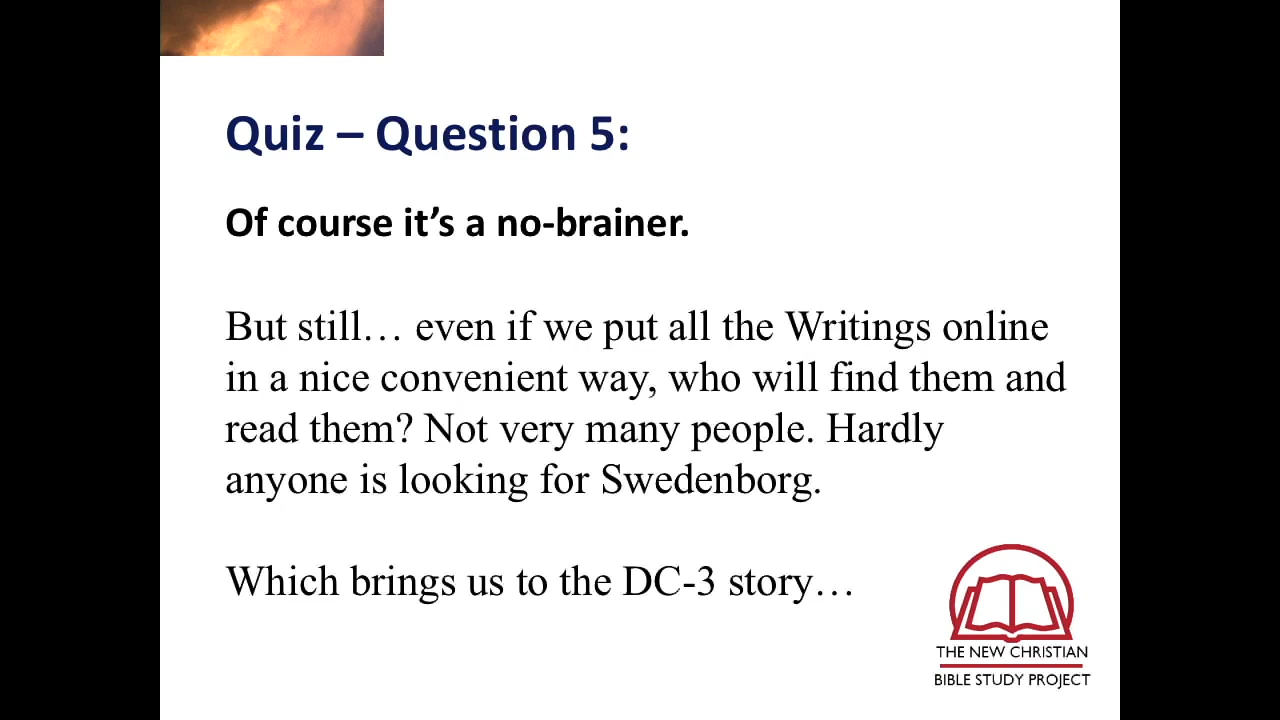 Quiz – Question 5:
Of course it’s a no-brainer.
But still… even if we put all the Writings online
in a nice convenient way, who will find them and
read them? Not very many people. Hardly
anyone is looking for Swedenborg.
Which brings us to the DC-3 story…
THE NEW CHRISTIAN
BIBLE STUDY PROJECT